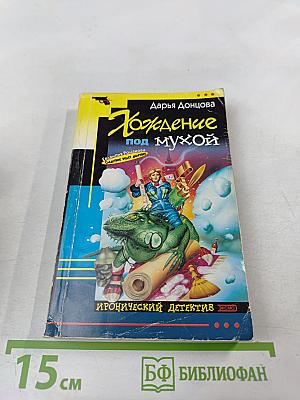 Дарья Донцова
Хождение
под мухой
ИРОНИЧЕСКИЙ ДЕТЕКТИВ
15 см
БФ БИБЛИОФАН